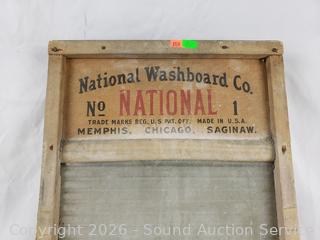 National Washboard Co.
No NATIONAL 1
TRADE MARKS REG. U.S. PAT. OFF. MADE IN U.S.A.
MEMPHIS, CHICAGO, SAGINAW.
Copyright 2026 - Sound Auction Service